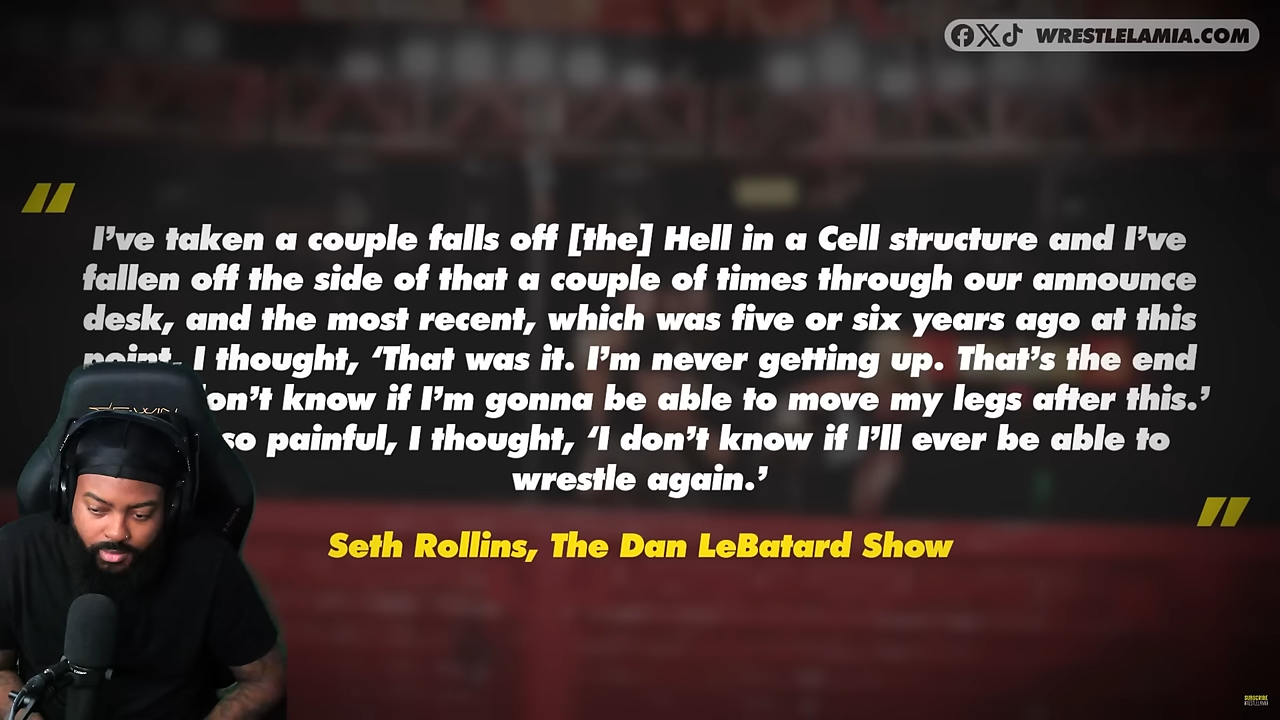 WRESTLELAMIA.COM
I've taken a couple falls off [the] Hell in a Cell structure and I've
fallen off the side of that a couple of times through our announce
desk, and the most recent, which was five or six years ago at this
point, I thought, 'That was it. I'm never getting up. That's the end
don't know if I'm gonna be able to move my legs after this.'
so painful, I thought, 'I don't know if I'll ever be able to
wrestle again.'
Seth Rollins, The Dan LeBatard Show
SUBSCRIBE
WRESTLELAMIA